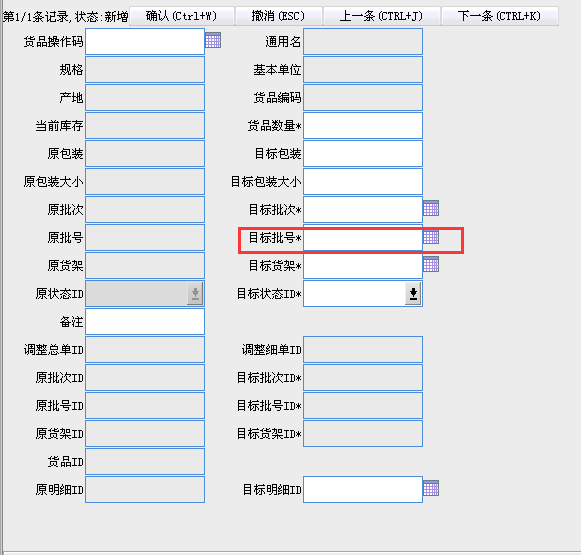 第1/1条记录,状态:新增 确认(Ctrl+W) 撤消(ESC) 上一条(CTRL+J) 下一条(CTRL+K)
货品操作码 通用名
规格 基本单位
产地 货品编码
当前库存 货品数量*
原包装 目标包装
原包装大小 目标包装大小
原批次 目标批次*
原批号 目标批号*
原货架 目标货架*
原状态ID 目标状态ID*
备注
调整总单ID 调整细单ID
原批次ID 目标批次ID*
原批号ID 目标批号ID*
原货架ID 目标货架ID*
货品ID
原明细ID 目标明细ID